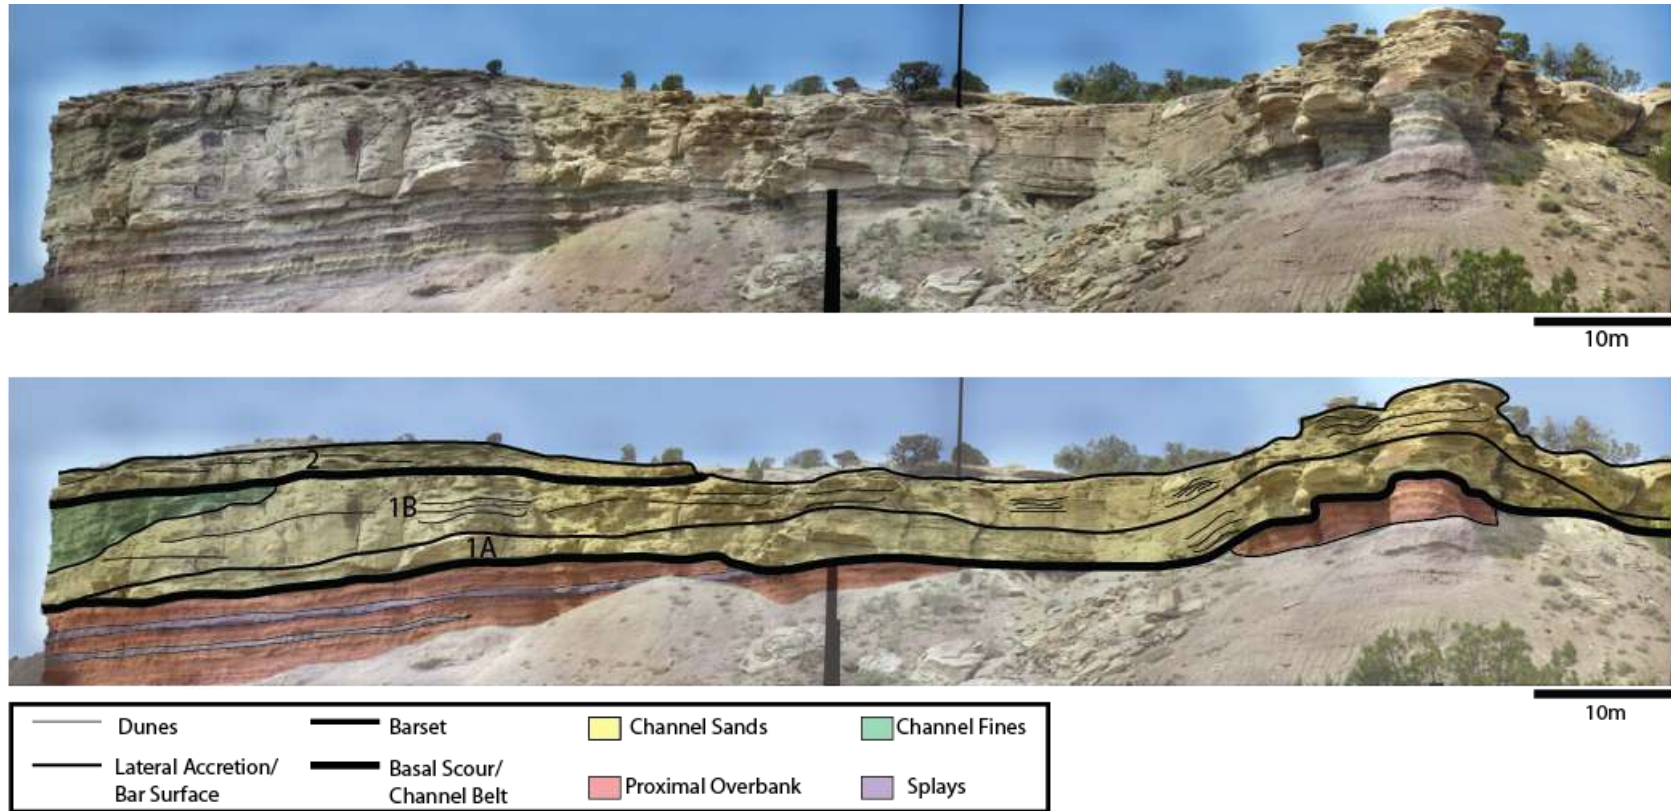 10m
2
1B
1A
10m
Dunes
Barset
Channel Sands
Channel Fines
Lateral Accretion/
Bar Surface
Basal Scour/
Channel Belt
Proximal Overbank
Splays